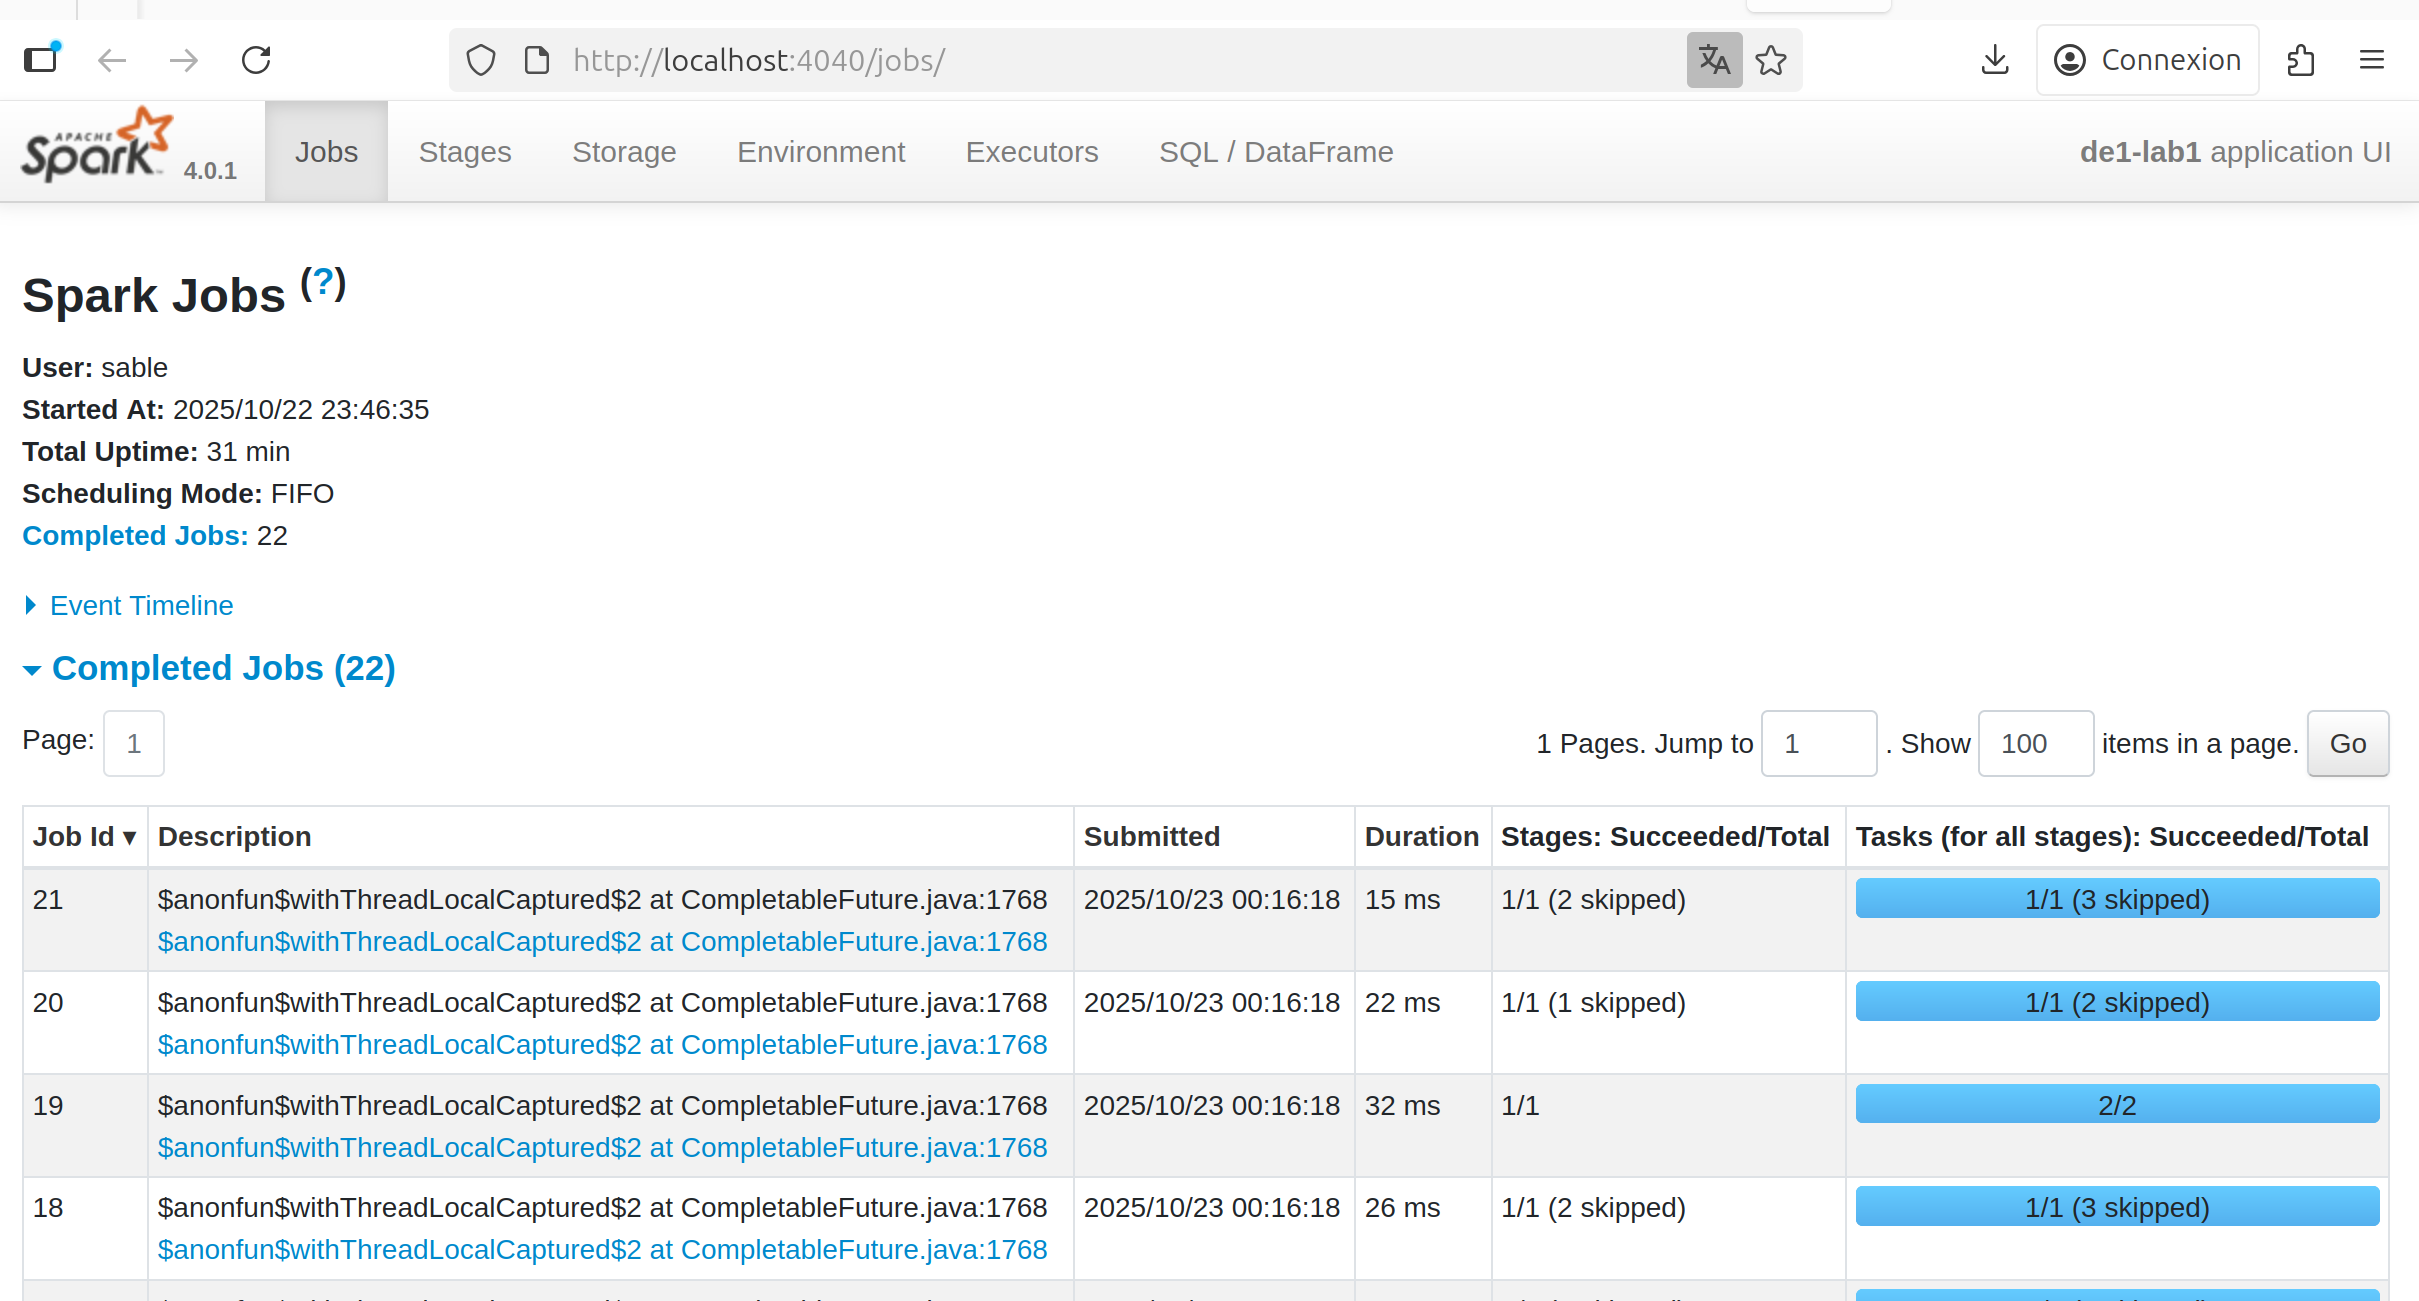 http://localhost:4040/jobs/
Connexion
APACHE
Spark 4.0.1
Jobs
Stages
Storage
Environment
Executors
SQL / DataFrame
de1-lab1 application UI
Spark Jobs (?)
User: sable
Started At: 2025/10/22 23:46:35
Total Uptime: 31 min
Scheduling Mode: FIFO
Completed Jobs: 22
Event Timeline
Completed Jobs (22)
Page: 1
1 Pages. Jump to 1 . Show 100 items in a page. Go
Job Id ▾ Description Submitted Duration Stages: Succeeded/Total Tasks (for all stages): Succeeded/Total
21 $anonfun$withThreadLocalCaptured$2 at CompletableFuture.java:1768 2025/10/23 00:16:18 15 ms 1/1 (2 skipped) 1/1 (3 skipped)
$anonfun$withThreadLocalCaptured$2 at CompletableFuture.java:1768
20 $anonfun$withThreadLocalCaptured$2 at CompletableFuture.java:1768 2025/10/23 00:16:18 22 ms 1/1 (1 skipped) 1/1 (2 skipped)
$anonfun$withThreadLocalCaptured$2 at CompletableFuture.java:1768
19 $anonfun$withThreadLocalCaptured$2 at CompletableFuture.java:1768 2025/10/23 00:16:18 32 ms 1/1 2/2
$anonfun$withThreadLocalCaptured$2 at CompletableFuture.java:1768
18 $anonfun$withThreadLocalCaptured$2 at CompletableFuture.java:1768 2025/10/23 00:16:18 26 ms 1/1 (2 skipped) 1/1 (3 skipped)
$anonfun$withThreadLocalCaptured$2 at CompletableFuture.java:1768